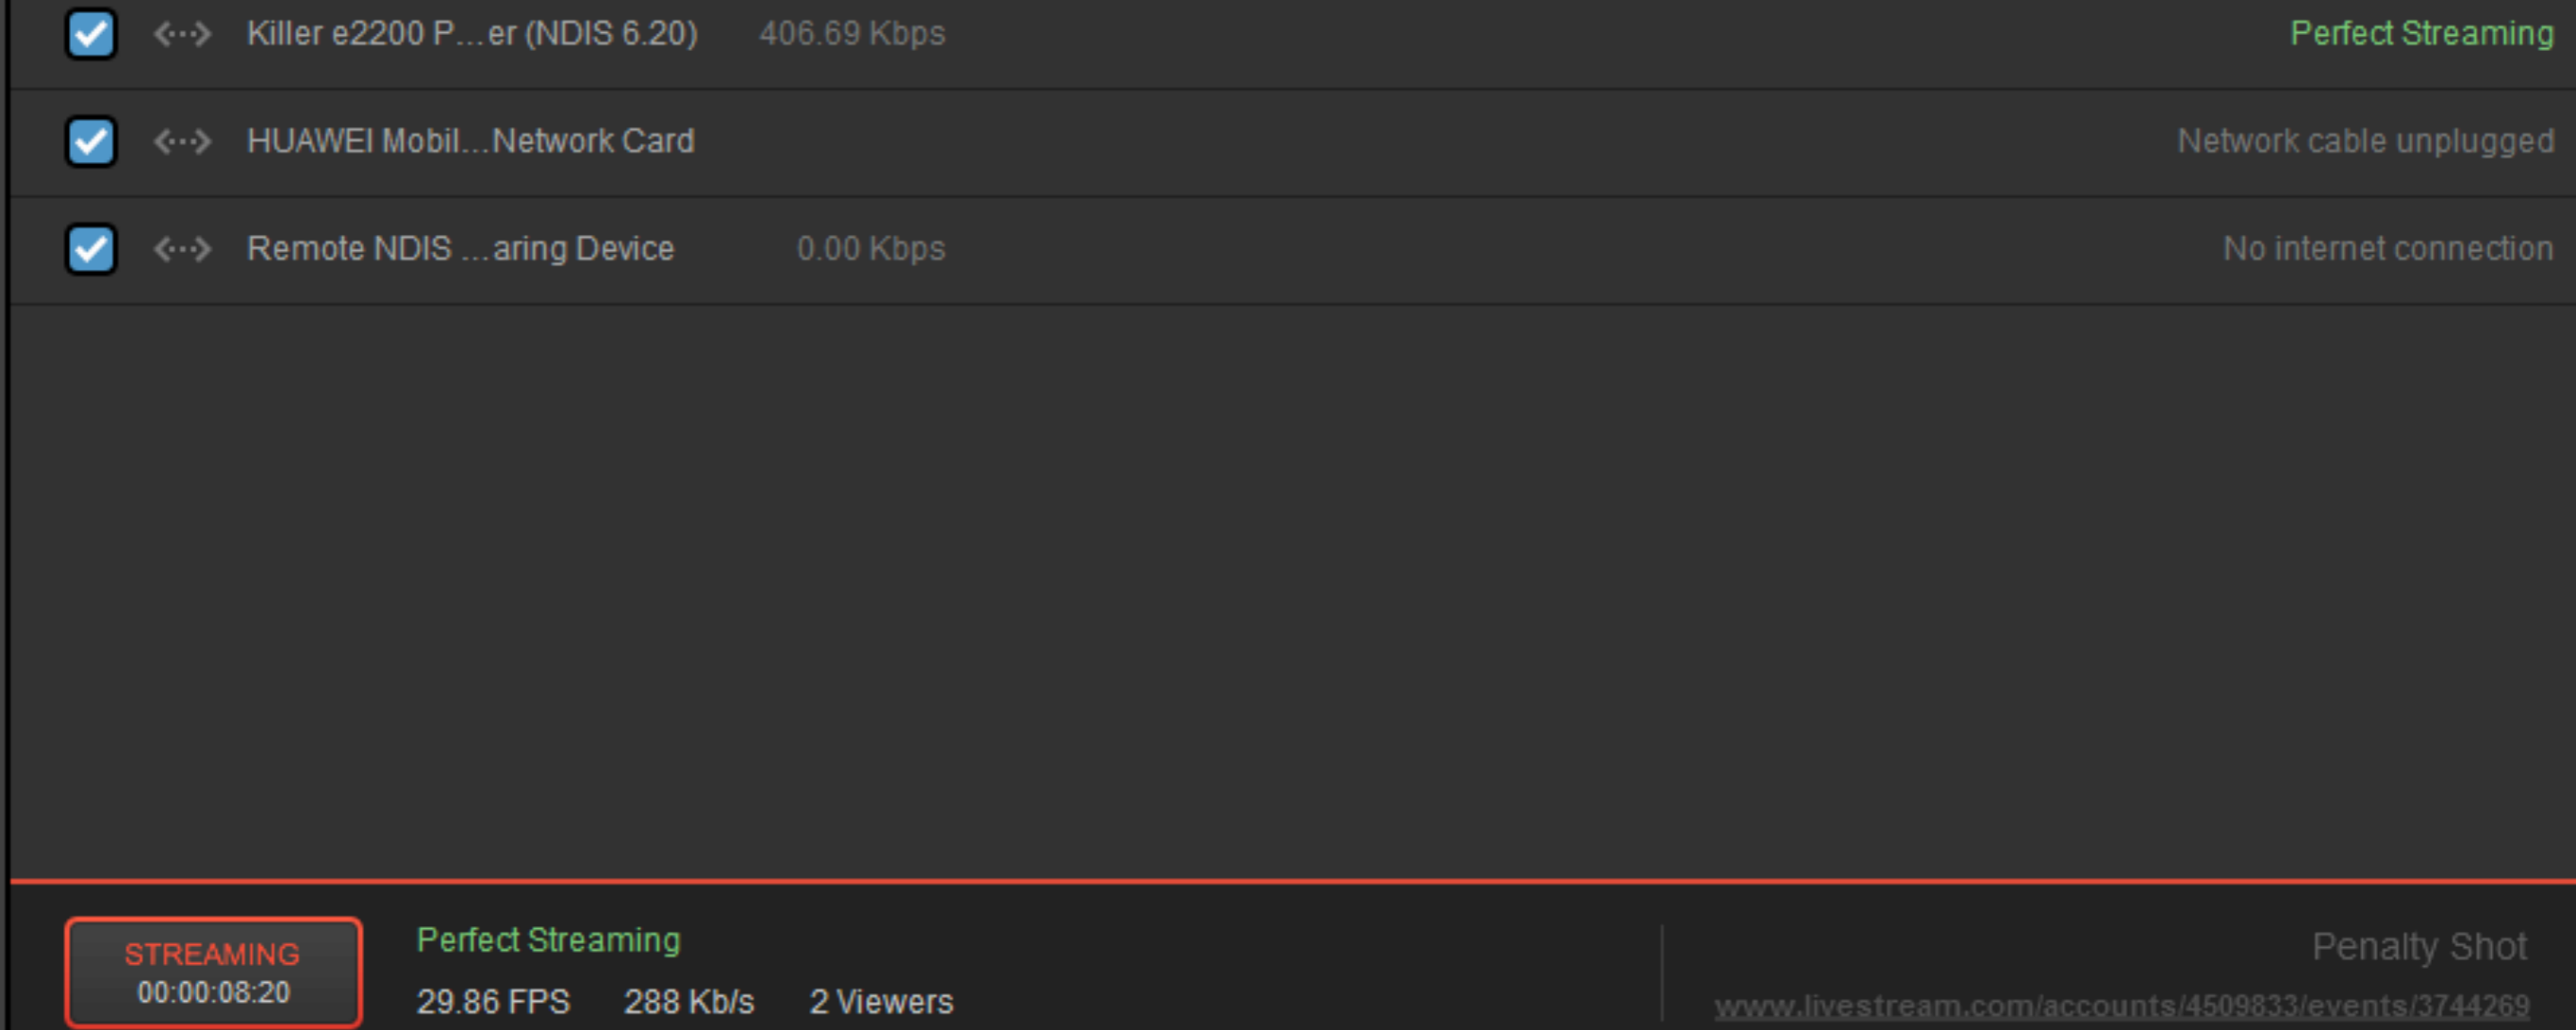 Killer e2200 P...er (NDIS 6.20) 406.69 Kbps Perfect Streaming
HUAWEI Mobil...Network Card Network cable unplugged
Remote NDIS ...aring Device 0.00 Kbps No internet connection
STREAMING
00:00:08:20
Perfect Streaming
29.86 FPS 288 Kb/s 2 Viewers
Penalty Shot
www.livestream.com/accounts/4509833/events/3744269